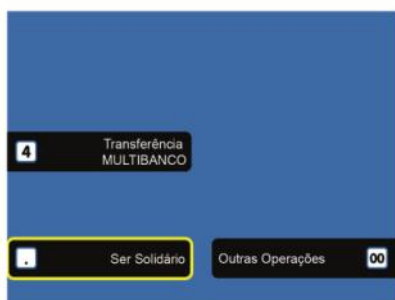 4
Transferência
MULTIBANCO
. Ser Solidário
Outras Operações 00